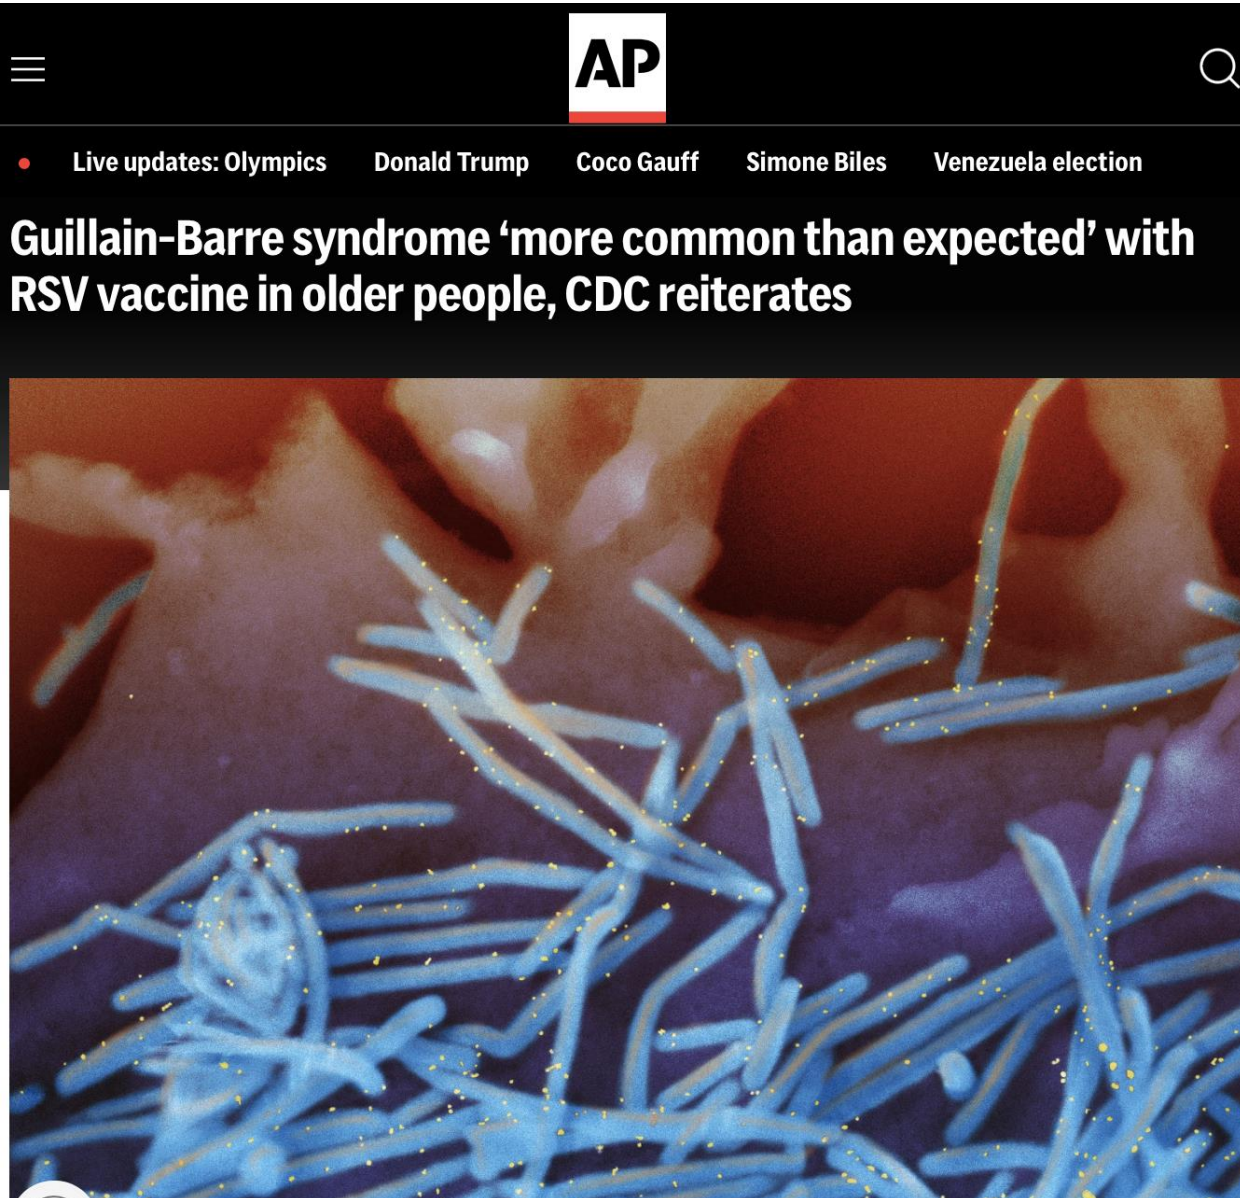 AP
Live updates: Olympics Donald Trump Coco Gauff Simone Biles Venezuela election
Guillain-Barre syndrome ‘more common than expected’ with
RSV vaccine in older people, CDC reiterates